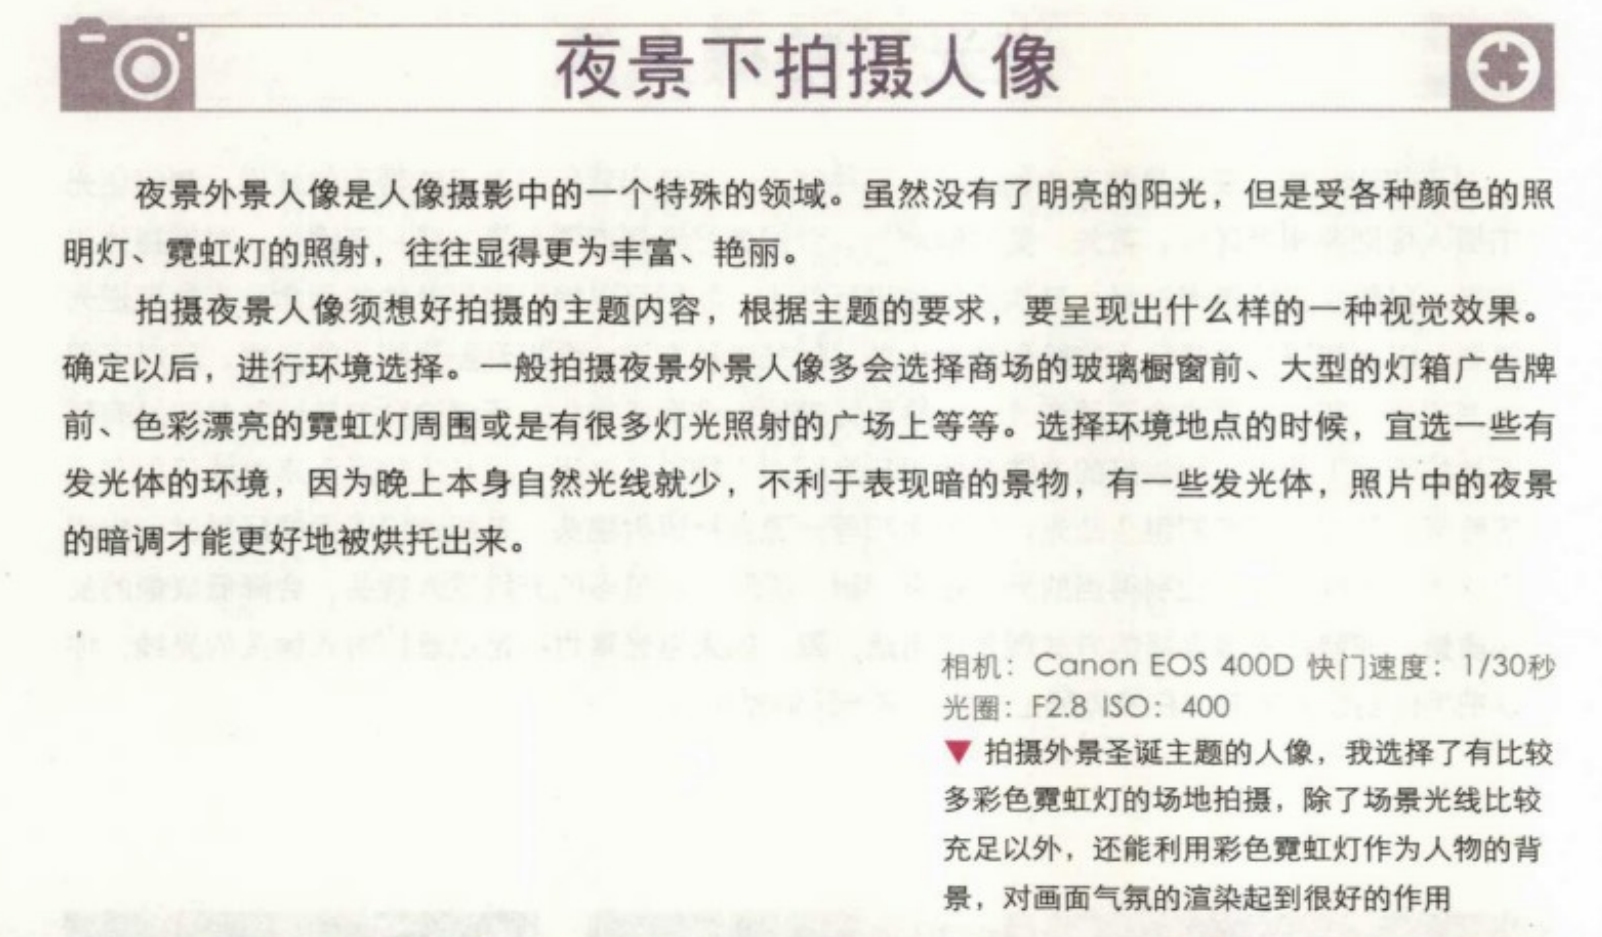 夜景下拍摄人像
夜景外景人像是人像摄影中的一个特殊的领域。虽然没有了明亮的阳光，但是受各种颜色的照
明灯、霓虹灯的照射，往往显得更为丰富、艳丽。
拍摄夜景人像须想好拍摄的主题内容，根据主题的要求，要呈现出什么样的一种视觉效果。
确定以后，进行环境选择。一般拍摄夜景外景人像多会选择商场的玻璃橱窗前、大型的灯箱广告牌
前、色彩漂亮的霓虹灯周围或是有很多灯光照射的广场上等等。选择环境地点的时候，宜选一些有
发光体的环境，因为晚上本身自然光线就少，不利于表现暗的景物，有一些发光体，照片中的夜景
的暗调才能更好地被烘托出来。
相机：Canon EOS 400D 快门速度：1/30秒
光圈：F2.8 ISO：400
▼ 拍摄外景圣诞主题的人像，我选择了有比较
多彩色霓虹灯的场地拍摄，除了场景光线比较
充足以外，还能利用彩色霓虹灯作为人物的背
景，对画面气氛的渲染起到很好的作用